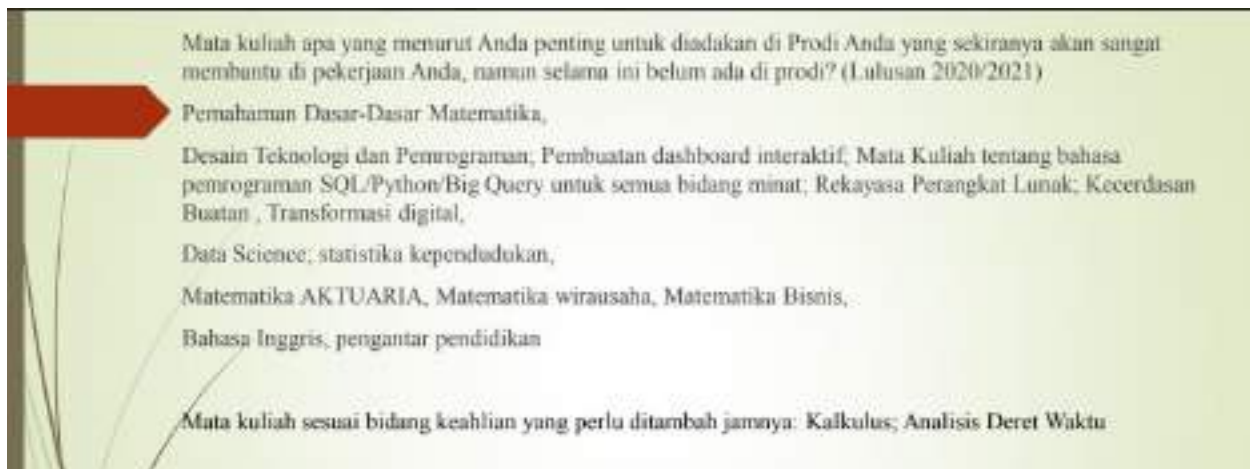 Mata kuliah apa yang menurut Anda penting untuk diadakan di Prodi Anda yang sekiranya akan sangat
membantu di pekerjaan Anda, namun selama ini belum ada di prodi? (Lulusan 2020/2021)
Pemahaman Dasar-Dasar Matematika,
Desain Teknologi dan Pemrograman; Pembuatan dashboard interaktif; Mata Kuliah tentang bahasa
pemrograman SQL/Python/Big Query untuk semua bidang minat; Rekayasa Perangkat Lunak; Kecerdasan
Buatan , Transformasi digital,
Data Science; statistika kependudukan,
Matematika AKTUARIA, Matematika wirausaha, Matematika Bisnis,
Bahasa Inggris, pengantar pendidikan
Mata kuliah sesuai bidang keahlian yang perlu ditambah jamnya: Kalkulus; Analisis Deret Waktu